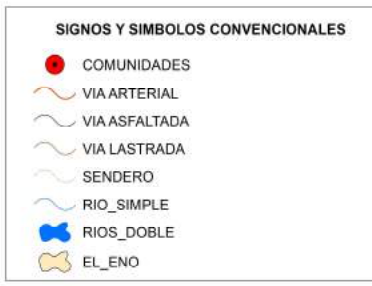 SIGNOS Y SIMBOLOS CONVENCIONALES
COMUNIDADES
VIA ARTERIAL
VIA ASFALTADA
VIA LASTRADA
SENDERO
RIO_SIMPLE
RIOS_DOBLE
EL_ENO